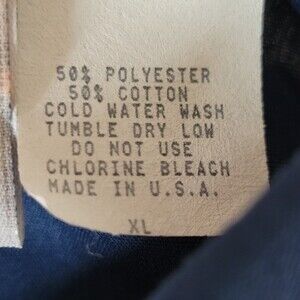 50% POLYESTER
50% COTTON
COLD WATER WASH
TUMBLE DRY LOW
DO NOT USE
CHLORINE BLEACH
MADE IN U.S.A.
XL